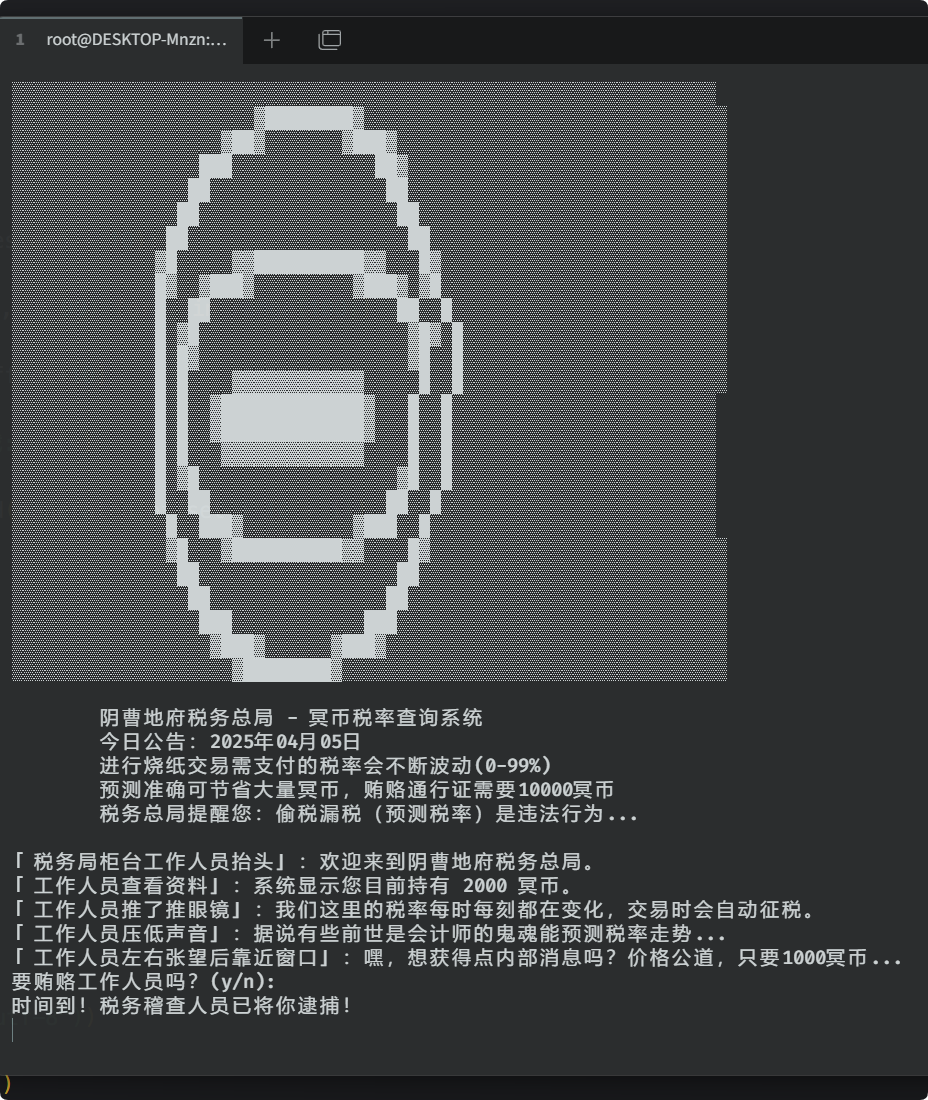 1 root@DESKTOP-Mnzn:...
阴曹地府税务总局 - 冥币税率查询系统
今日公告: 2025年04月05日
进行烧纸交易需支付的税率会不断波动(0-99%)
预测准确可节省大量冥币，贿赂通行证需要10000冥币
税务总局提醒您: 偷税漏税（预测税率）是违法行为...
「 税务局柜台工作人员抬头」: 欢迎来到阴曹地府税务总局。
「 工作人员查看资料」: 系统显示您目前持有 2000 冥币。
「 工作人员推了推眼镜」: 我们这里的税率每时每刻都在变化，交易时会自动征税。
「 工作人员压低声音」: 据说有些前世是会计师的鬼魂能预测税率走势...
「 工作人员左右张望后靠近窗口」: 嘿，想获得点内部消息吗？价格公道，只要1000冥币...
要贿赂工作人员吗？(y/n):
时间到！税务稽查人员已将你逮捕！
)